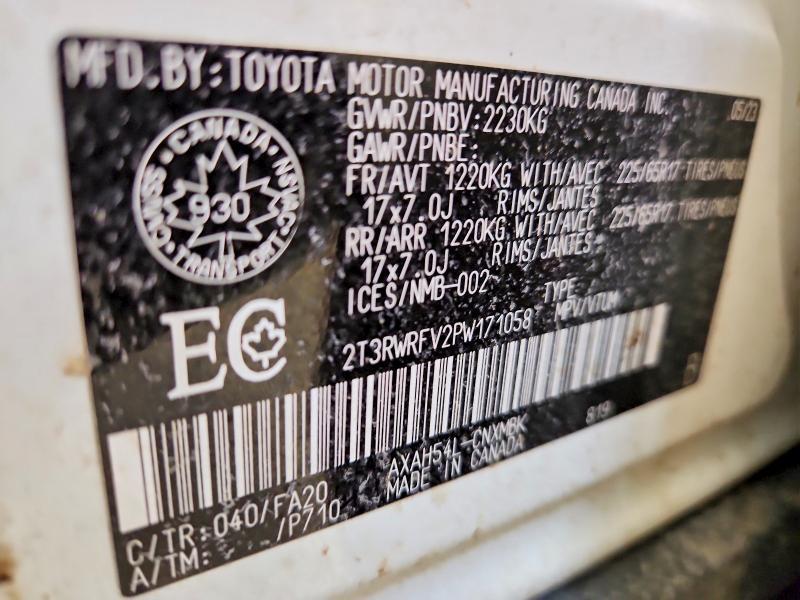 MFD.BY:TOYOTA MOTOR MANUFACTURING CANADA INC. 05/23
GVWR/PNBV:2230KG
GAWR/PNBE:
FR/AVT 1220KG WITH/AVEC 225/65R17 TIRES/PNEUS
17x7.0J RIMS/JANTES
RR/ARR 1220KG WITH/AVEC 225/65R17 TIRES/PNEUS
17x7.0J RIMS/JANTES
ICES/NMB-002 TYPE:
2T3RWRFV2PW171058 MPV/VTUM
CANADA
NSVAC
930
CMVSS
TRANSPORT
EC
819
C/TR:040/FA20 AXAH54L-CNXMBK
A/TM: /P710 MADE IN CANADA